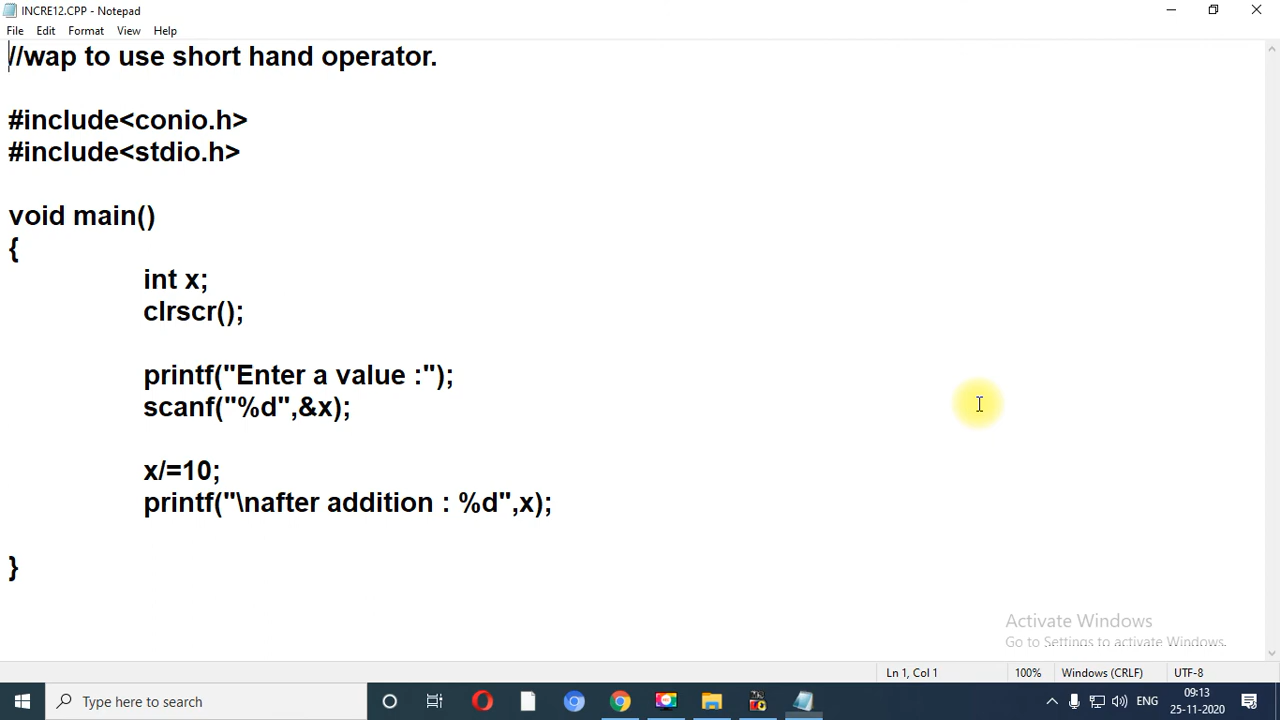 INCRE12.CPP - Notepad
File Edit Format View Help
//wap to use short hand operator.
#include<conio.h>
#include<stdio.h>
void main()
{
int x;
clrscr();
printf("Enter a value :");
scanf("%d",&x);
x/=10;
printf("\nafter addition : %d",x);
}
Activate Windows
Go to Settings to activate Windows.
Ln 1, Col 1 100% Windows (CRLF) UTF-8
Type here to search
ENG
09:13
25-11-2020